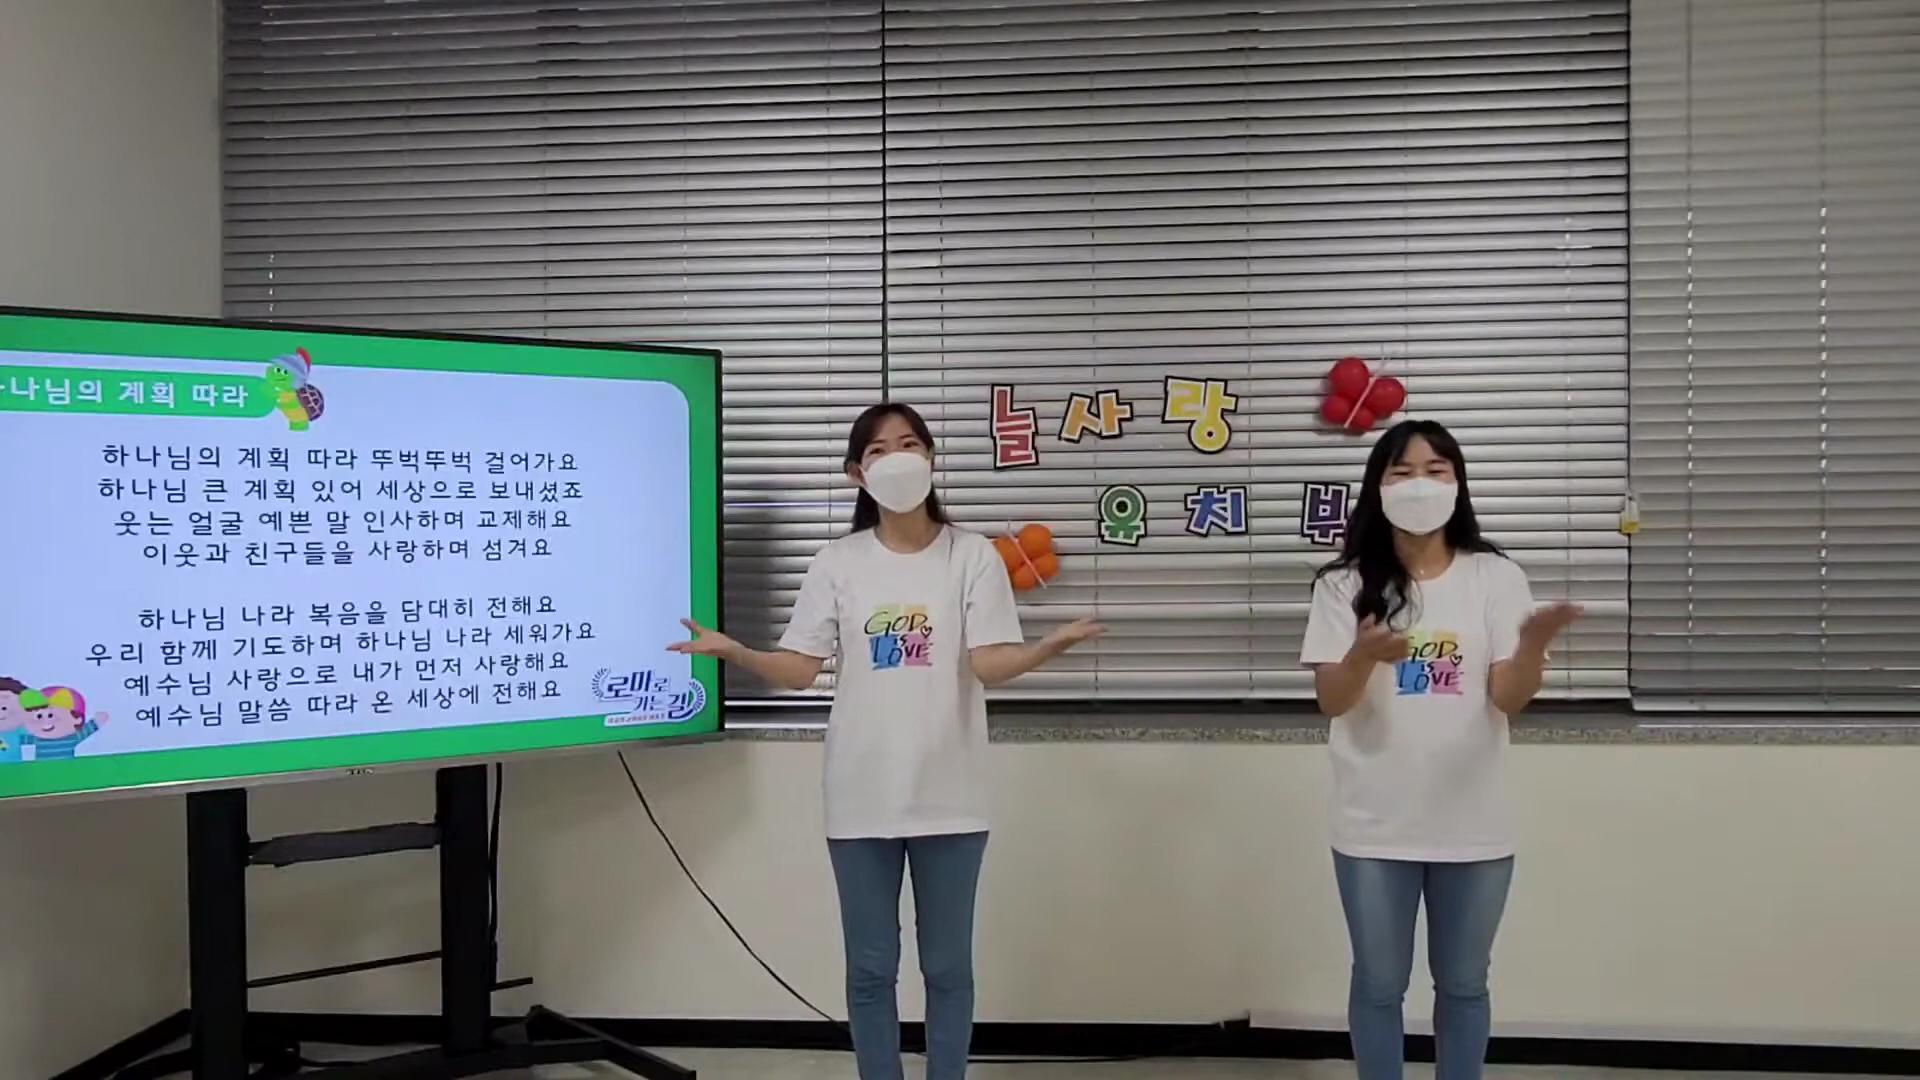 하나님의 계획 따라
하나님의 계획 따라 뚜벅뚜벅 걸어가요
하나님 큰 계획 있어 세상으로 보내셨죠
웃는 얼굴 예쁜 말 인사하며 교제해요
이웃과 친구들을 사랑하며 섬겨요
하나님 나라 복음을 담대히 전해요
우리 함께 기도하며 하나님 나라 세워가요
예수님 사랑으로 내가 먼저 사랑해요
예수님 말씀 따라 온 세상에 전해요
로마로
가는 길
늘사랑
유치부
GOD
IS
LOVE
GOD
IS
LOVE